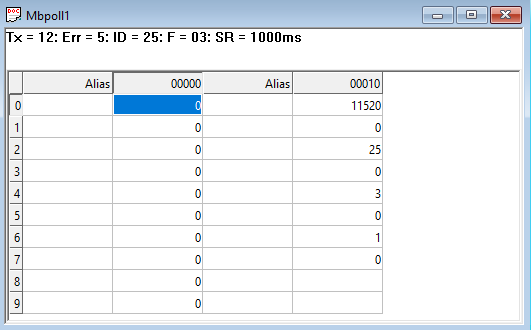 Mbpoll1
Tx = 12: Err = 5: ID = 25: F = 03: SR = 1000ms
Alias 00000 Alias 00010
0 0 11520
1 0 0
2 0 25
3 0 0
4 0 3
5 0 0
6 0 1
7 0 0
8 0
9 0